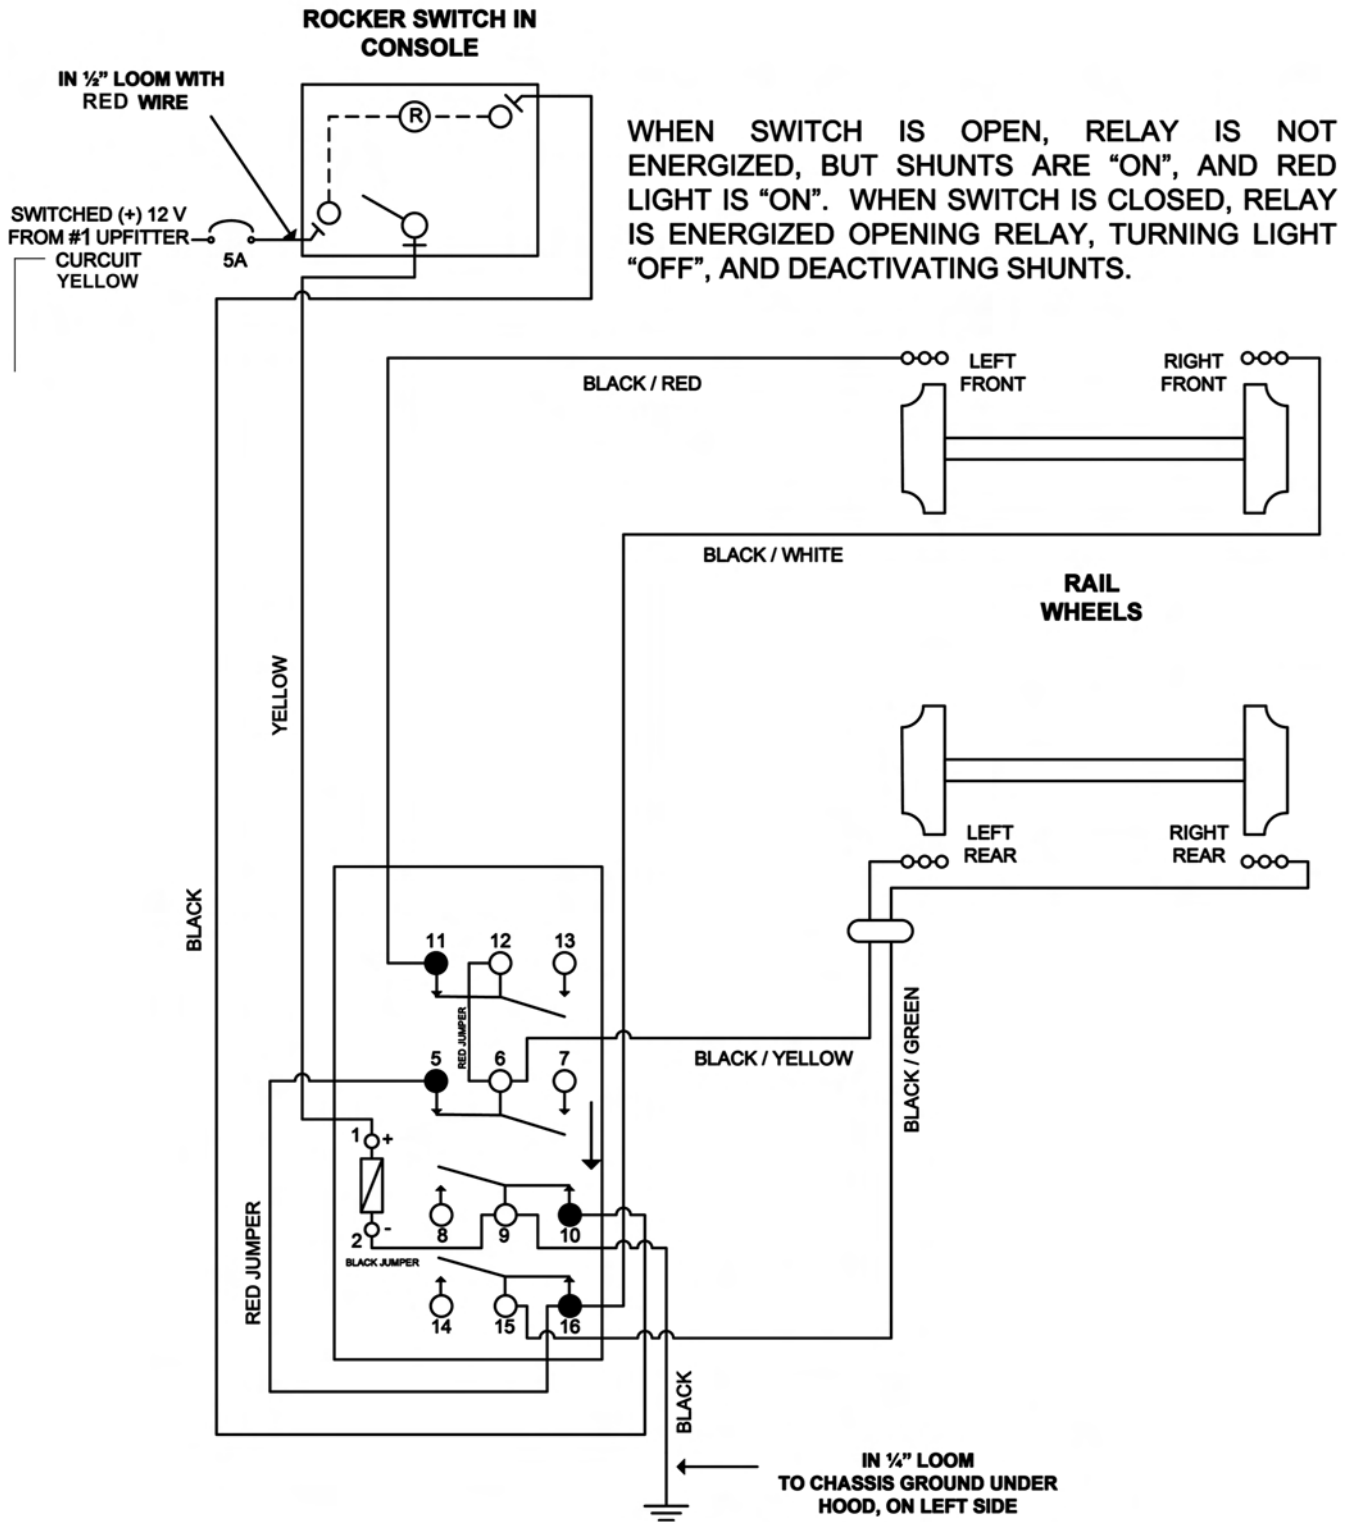 ROCKER SWITCH IN
CONSOLE
IN ½” LOOM WITH
RED WIRE
R
WHEN SWITCH IS OPEN, RELAY IS NOT
ENERGIZED, BUT SHUNTS ARE “ON”, AND RED
LIGHT IS “ON”. WHEN SWITCH IS CLOSED, RELAY
IS ENERGIZED OPENING RELAY, TURNING LIGHT
“OFF”, AND DEACTIVATING SHUNTS.
SWITCHED (+) 12 V
FROM #1 UPFITTER
CURCUIT
YELLOW
5A
LEFT
FRONT
RIGHT
FRONT
BLACK / RED
BLACK / WHITE
RAIL
WHEELS
YELLOW
LEFT
REAR
RIGHT
REAR
BLACK
11 12 13
RED JUMPER
BLACK / YELLOW
BLACK / GREEN
5 6 7
1 +
2 -
BLACK JUMPER
8 9 10
RED JUMPER
14 15 16
BLACK
IN ¼” LOOM
TO CHASSIS GROUND UNDER
HOOD, ON LEFT SIDE